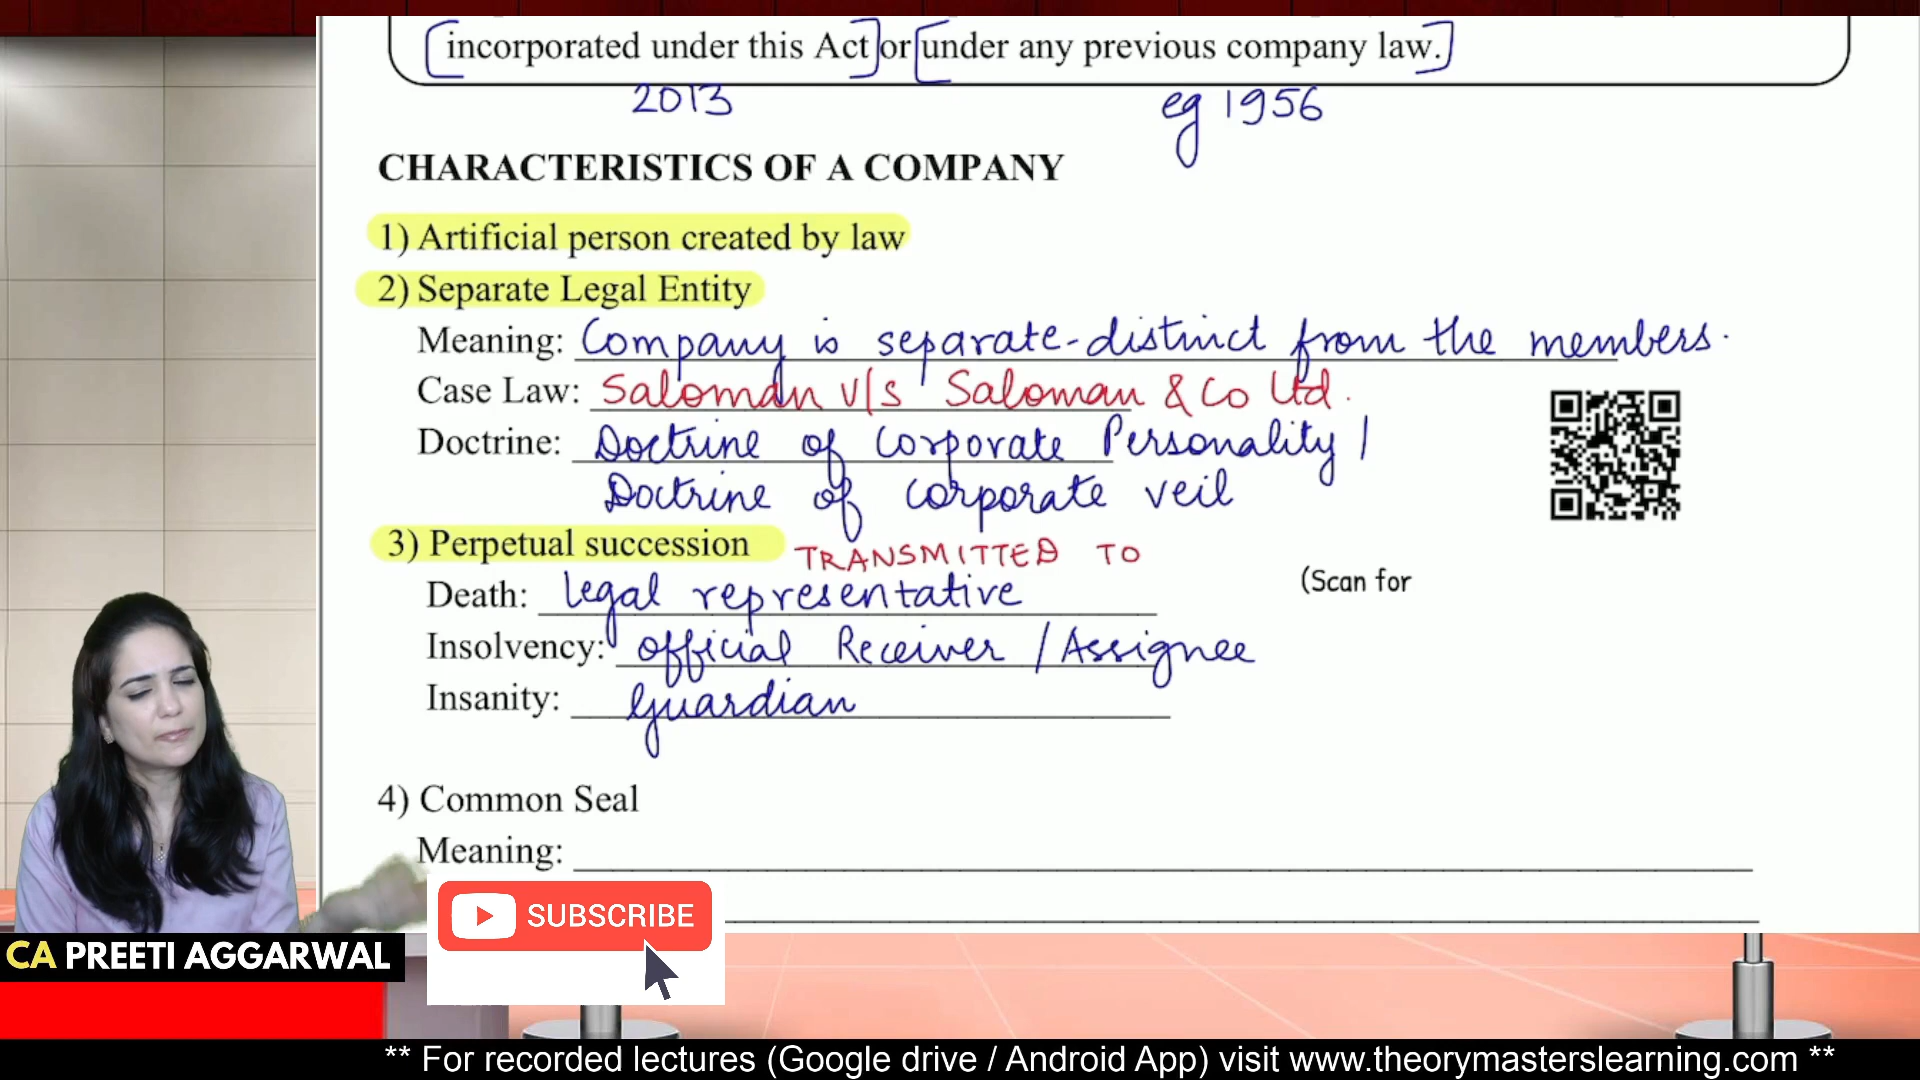 incorporated under this Act or under any previous company law.
2013 eg 1956
CHARACTERISTICS OF A COMPANY
1) Artificial person created by law
2) Separate Legal Entity
Meaning: Company is separate-distinct from the members.
Case Law: Saloman v/s Saloman & Co Ltd.
Doctrine: Doctrine of Corporate Personality /
Doctrine of corporate veil
3) Perpetual succession TRANSMITTED TO
Death: legal representative
(Scan for
Insolvency: official Receiver / Assignee
Insanity: Guardian
4) Common Seal
Meaning:
SUBSCRIBE
CA PREETI AGGARWAL
** For recorded lectures (Google drive / Android App) visit www.theorymasterslearning.com **